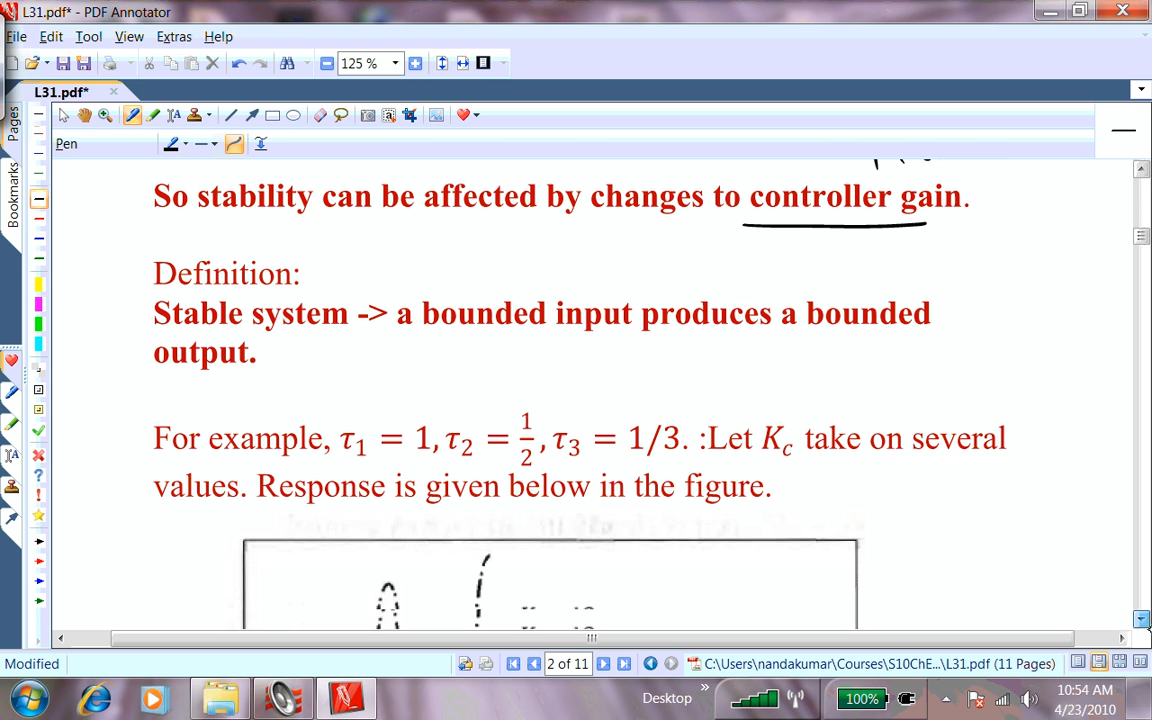 L31.pdf* - PDF Annotator
File Edit Tool View Extras Help
125 %
L31.pdf*
Pen
Pages
Bookmarks
So stability can be affected by changes to controller gain.
Definition:
Stable system -> a bounded input produces a bounded
output.
For example, τ₁ = 1, τ₂ = 1/2, τ₃ = 1/3. :Let K_c take on several
values. Response is given below in the figure.
Modified
2 of 11
C:\Users\nandakumar\Courses\S10ChE...\L31.pdf (11 Pages)
Desktop
100%
10:54 AM
4/23/2010